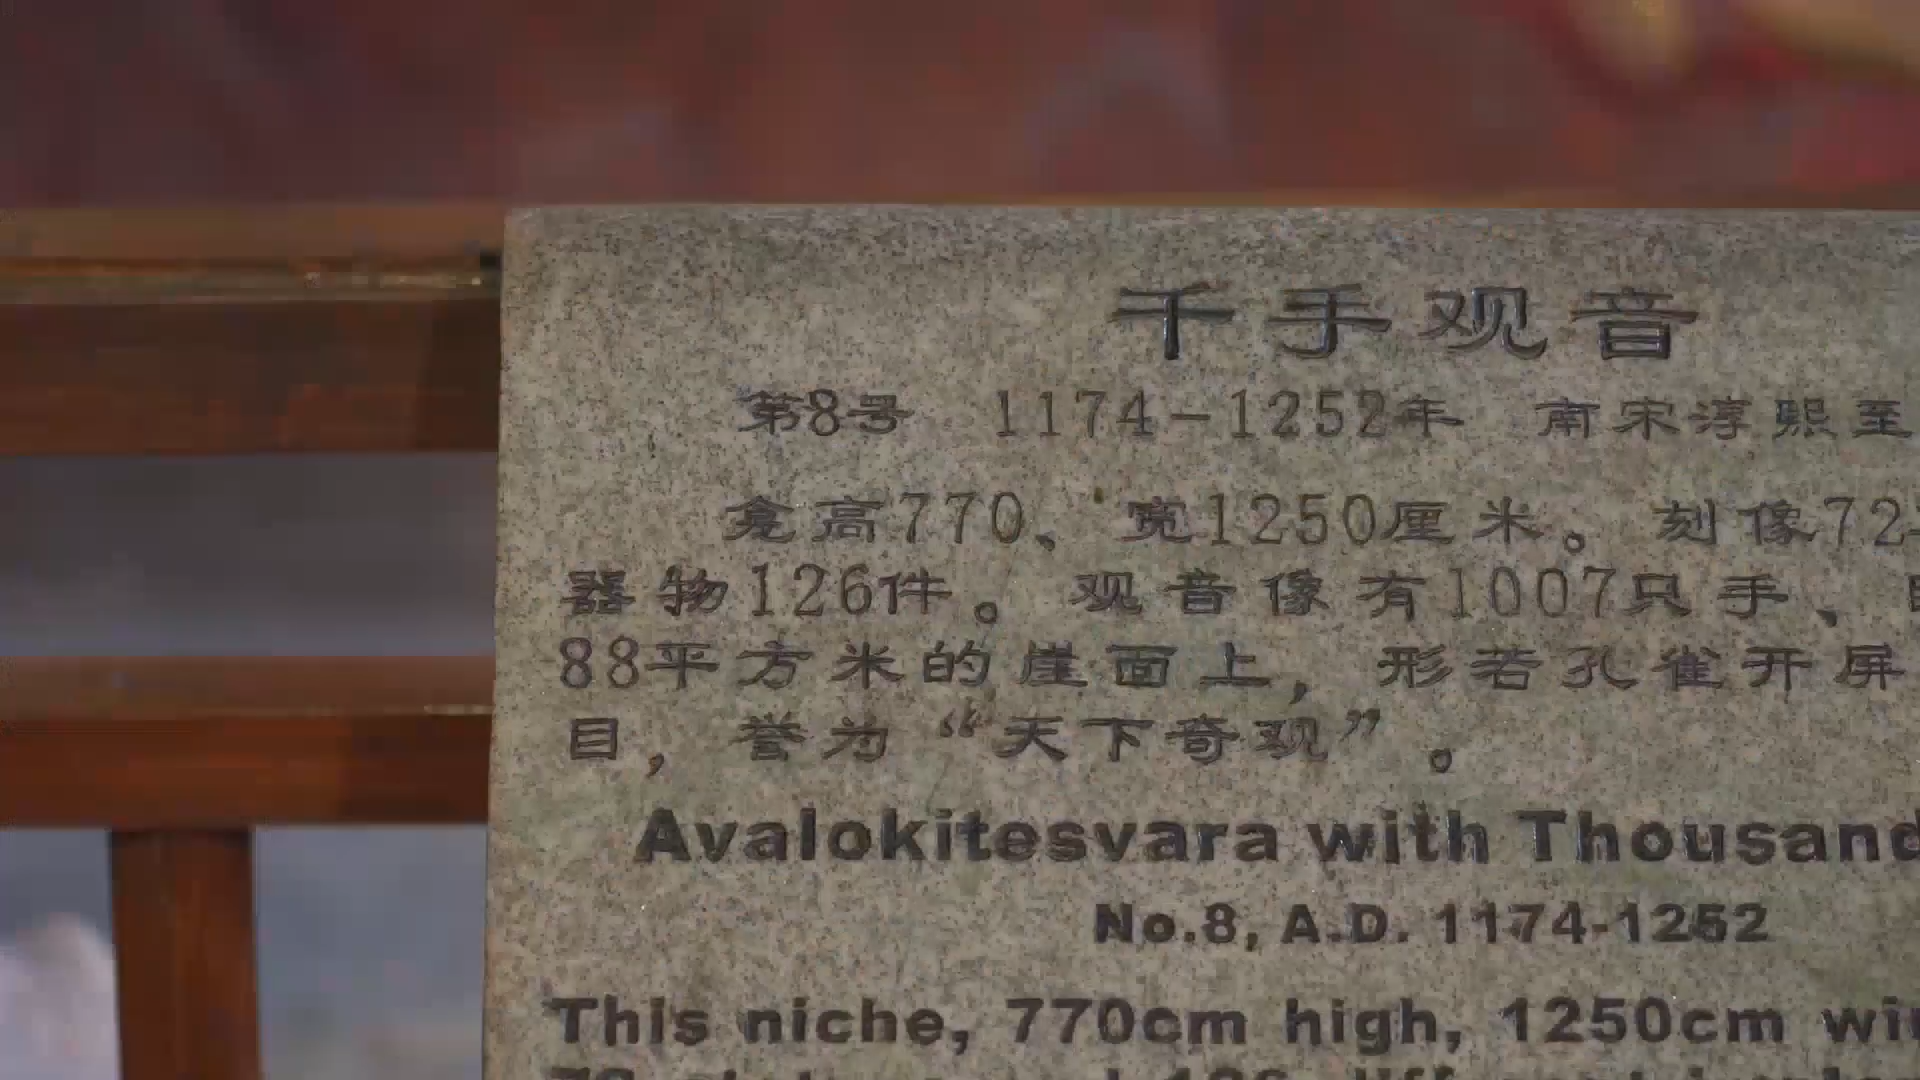 千手观音
第8号 1174-1252年 南宋淳熙至
龛高770、宽1250厘米。刻像72
器物126件。观音像有1007只手、
88平方米的崖面上，形若孔雀开屏
目，誉为“天下奇观”。
Avalokitesvara with Thousand
No.8, A.D. 1174-1252
This niche, 770cm high, 1250cm